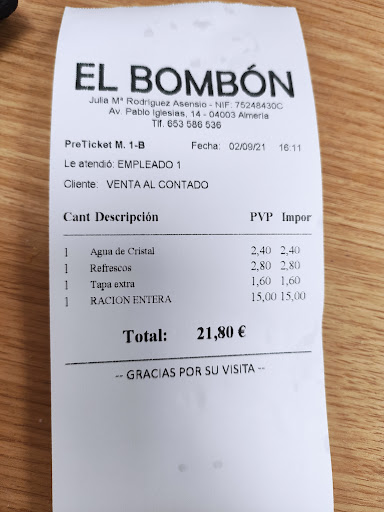 EL BOMBÓN
Julia Mª Rodríguez Asensio - NIF: 75248430C
Av. Pablo Iglesias, 14 - 04003 Almería
Tlf. 653 586 536
PreTicket M. 1-B Fecha: 02/09/21 16:11
Le atendió: EMPLEADO 1
Cliente: VENTA AL CONTADO
Cant Descripción PVP Impor
1 Agua de Cristal 2,40 2,40
1 Refrescos 2,80 2,80
1 Tapa extra 1,60 1,60
1 RACION ENTERA 15,00 15,00
Total: 21,80 €
-- GRACIAS POR SU VISITA --